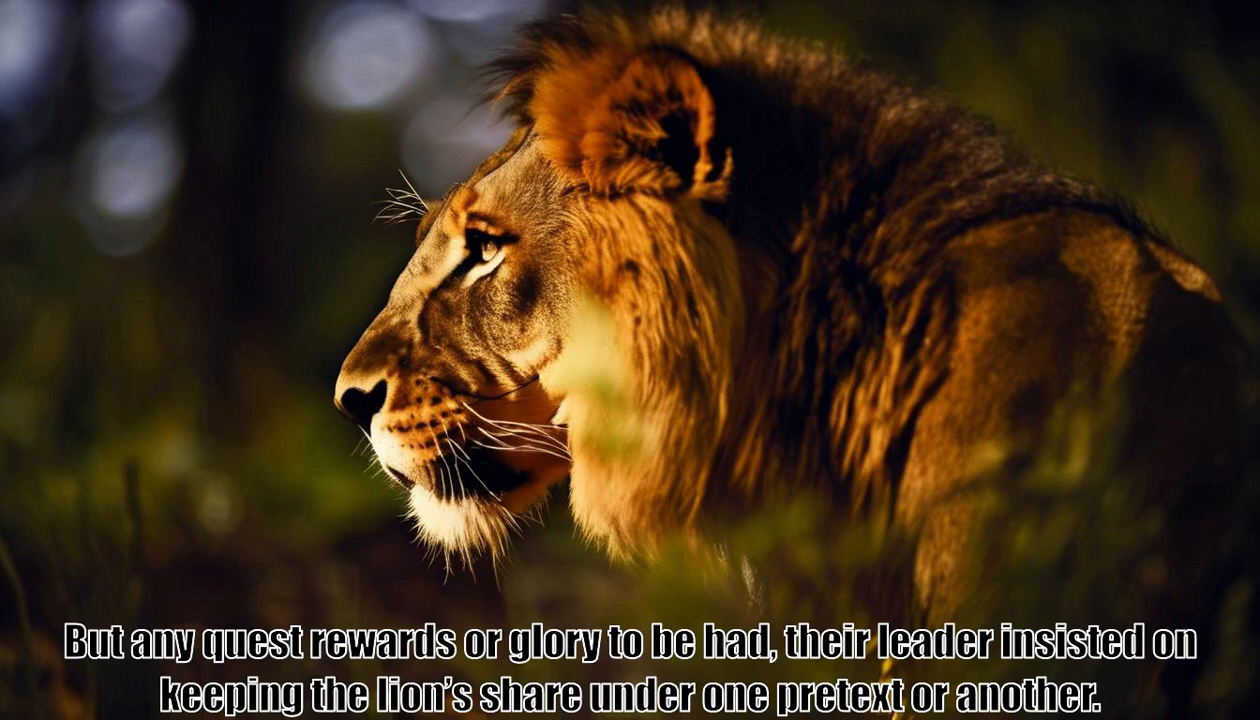 But any quest rewards or glory to be had, their leader insisted on
keeping the lion’s share under one pretext or another.